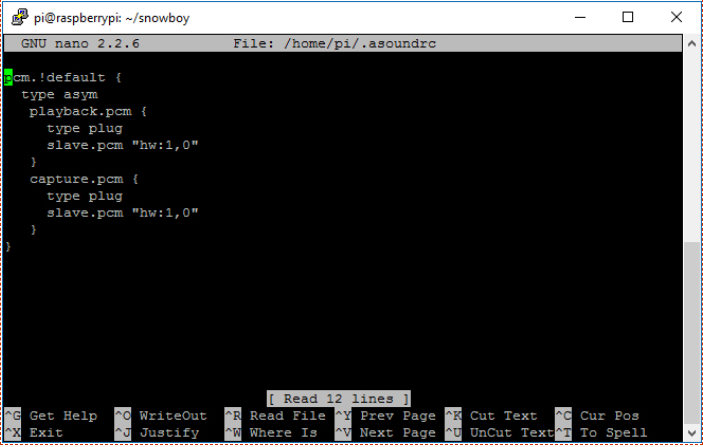 pi@raspberrypi: ~/snowboy
GNU nano 2.2.6 File: /home/pi/.asoundrc
pcm.!default {
type asym
playback.pcm {
type plug
slave.pcm "hw:1,0"
}
capture.pcm {
type plug
slave.pcm "hw:1,0"
}
}
[ Read 12 lines ]
^G Get Help ^O WriteOut ^R Read File ^Y Prev Page ^K Cut Text ^C Cur Pos
^X Exit ^J Justify ^W Where Is ^V Next Page ^U UnCut Text ^T To Spell